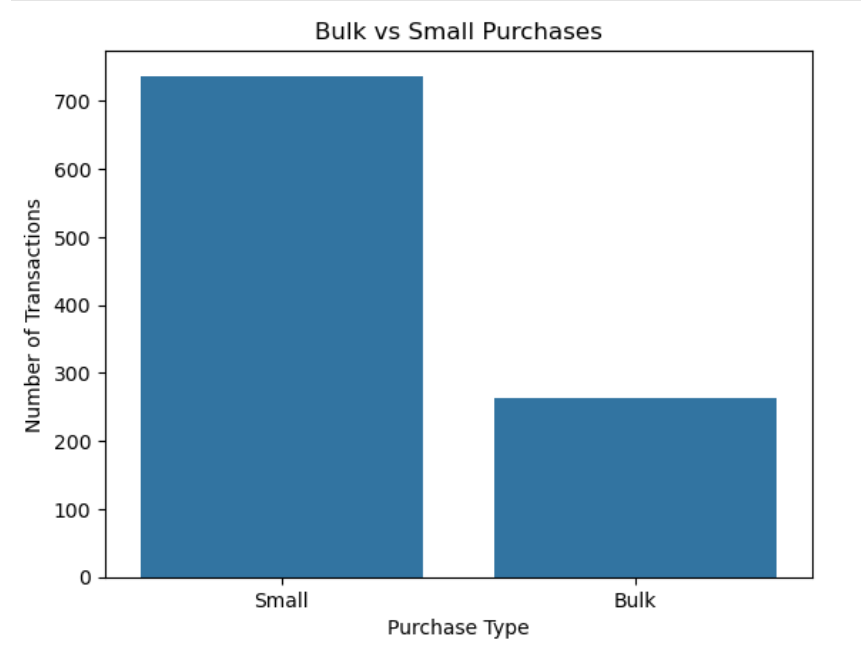 Bulk vs Small Purchases
700
600
500
400
300
200
100
0
Number of Transactions
Small Bulk
Purchase Type